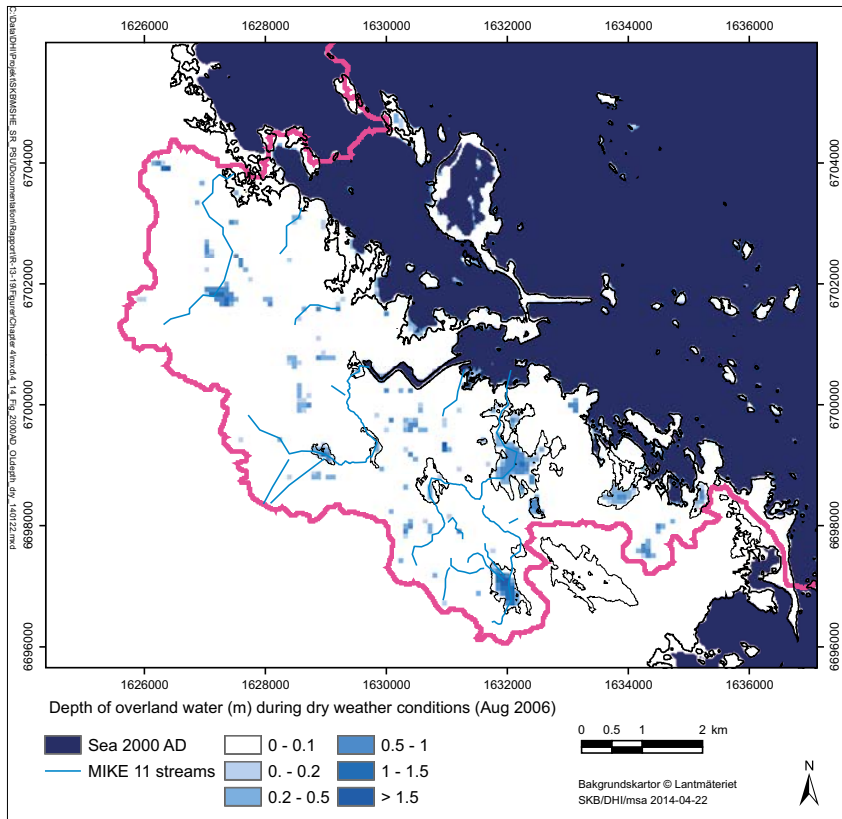 1626000 1628000 1630000 1632000 1634000 1636000
6704000 6704000
6702000 6702000
6700000 6700000
6698000 6698000
6696000 6696000
1626000 1628000 1630000 1632000 1634000 1636000
Depth of overland water (m) during dry weather conditions (Aug 2006)
Sea 2000 AD 0 - 0.1 0.5 - 1
MIKE 11 streams 0. - 0.2 1 - 1.5
0.2 - 0.5 > 1.5
0 0.5 1 2 km
Bakgrundskartor © Lantmäteriet
SKB/DHI/msa 2014-04-22
N